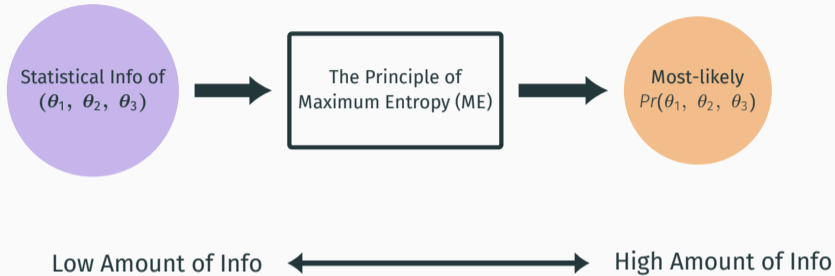 Statistical Info of
(θ₁, θ₂, θ₃)
The Principle of
Maximum Entropy (ME)
Most-likely
Pr(θ₁, θ₂, θ₃)
Low Amount of Info
High Amount of Info